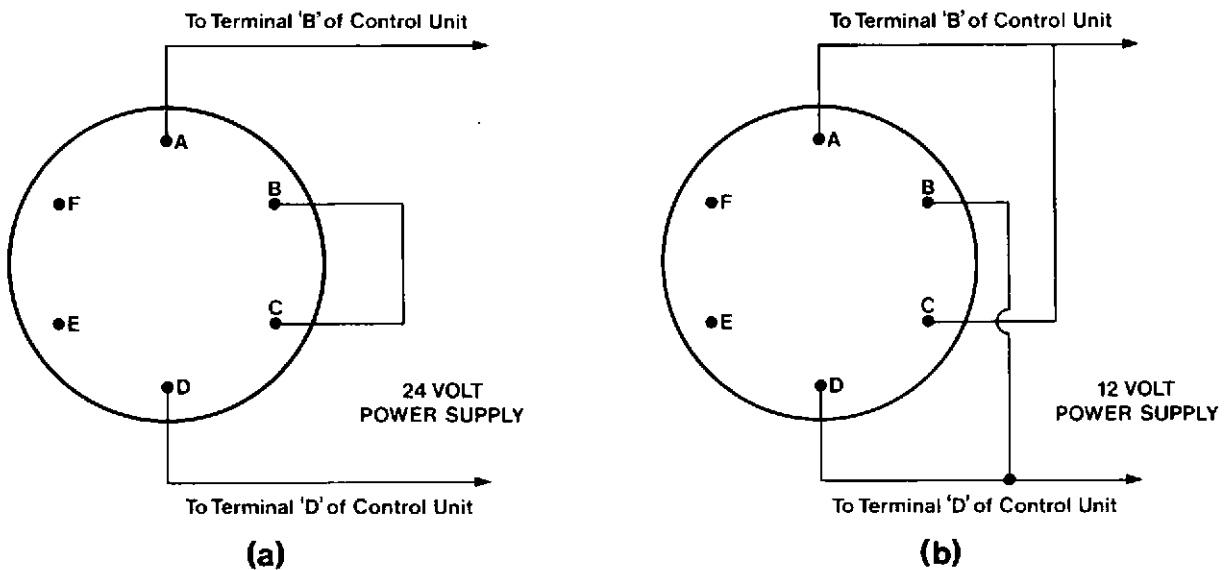 To Terminal 'B' of Control Unit
A
B
F
C
E
D
24 VOLT
POWER SUPPLY
To Terminal 'D' of Control Unit
(a)
To Terminal 'B' of Control Unit
A
B
F
C
E
D
12 VOLT
POWER SUPPLY
To Terminal 'D' of Control Unit
(b)